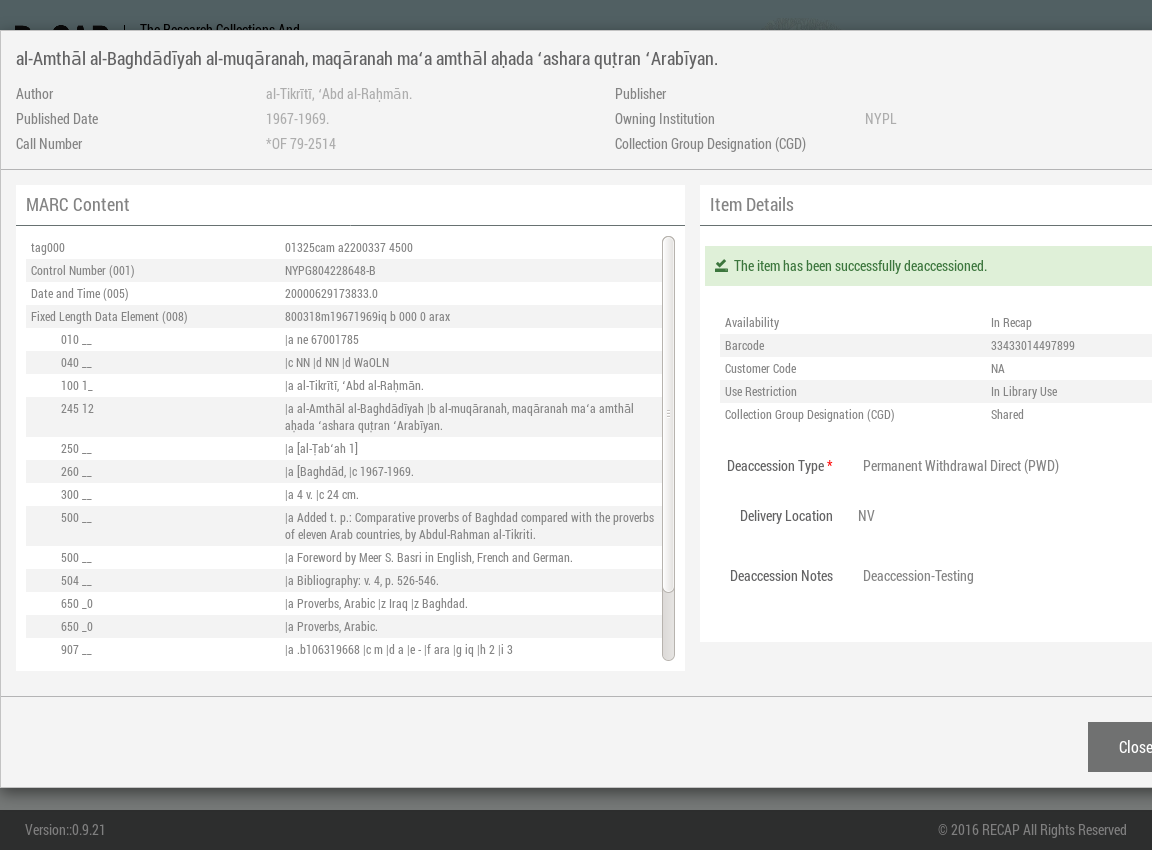 The Research Collections And
al-Amthāl al-Baghdādīyah al-muqāranah, maqāranah maʻa amthāl aḥada ʻashara quṭran ʻArabīyan.
Author al-Tikrītī, ʻAbd al-Raḥmān. Publisher
Published Date 1967-1969. Owning Institution NYPL
Call Number *OF 79-2514 Collection Group Designation (CGD)
MARC Content
tag000 01325cam a2200337 4500
Control Number (001) NYPG804228648-B
Date and Time (005) 20000629173833.0
Fixed Length Data Element (008) 800318m19671969iq b 000 0 arax
010 __ |a ne 67001785
040 __ |c NN |d NN |d WaOLN
100 1_ |a al-Tikrītī, ʻAbd al-Raḥmān.
245 12 |a al-Amthāl al-Baghdādīyah |b al-muqāranah, maqāranah maʻa amthāl
aḥada ʻashara quṭran ʻArabīyan.
250 __ |a [al-Ṭabʻah 1]
260 __ |a [Baghdād, |c 1967-1969.
300 __ |a 4 v. |c 24 cm.
500 __ |a Added t. p.: Comparative proverbs of Baghdad compared with the proverbs
of eleven Arab countries, by Abdul-Rahman al-Tikriti.
500 __ |a Foreword by Meer S. Basri in English, French and German.
504 __ |a Bibliography: v. 4, p. 526-546.
650 _0 |a Proverbs, Arabic |z Iraq |z Baghdad.
650 _0 |a Proverbs, Arabic.
907 __ |a .b106319668 |c m |d a |e - |f ara |g iq |h 2 |i 3
Item Details
The item has been successfully deaccessioned.
Availability In Recap
Barcode 33433014497899
Customer Code NA
Use Restriction In Library Use
Collection Group Designation (CGD) Shared
Deaccession Type * Permanent Withdrawal Direct (PWD)
Delivery Location NV
Deaccession Notes Deaccession-Testing
Close
Version::0.9.21 © 2016 RECAP All Rights Reserved